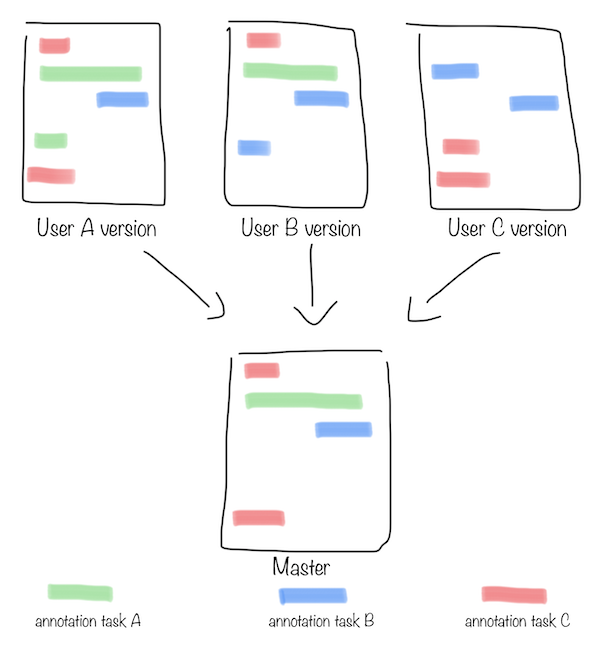 User A version
User B version
User C version
Master
annotation task A
annotation task B
annotation task C